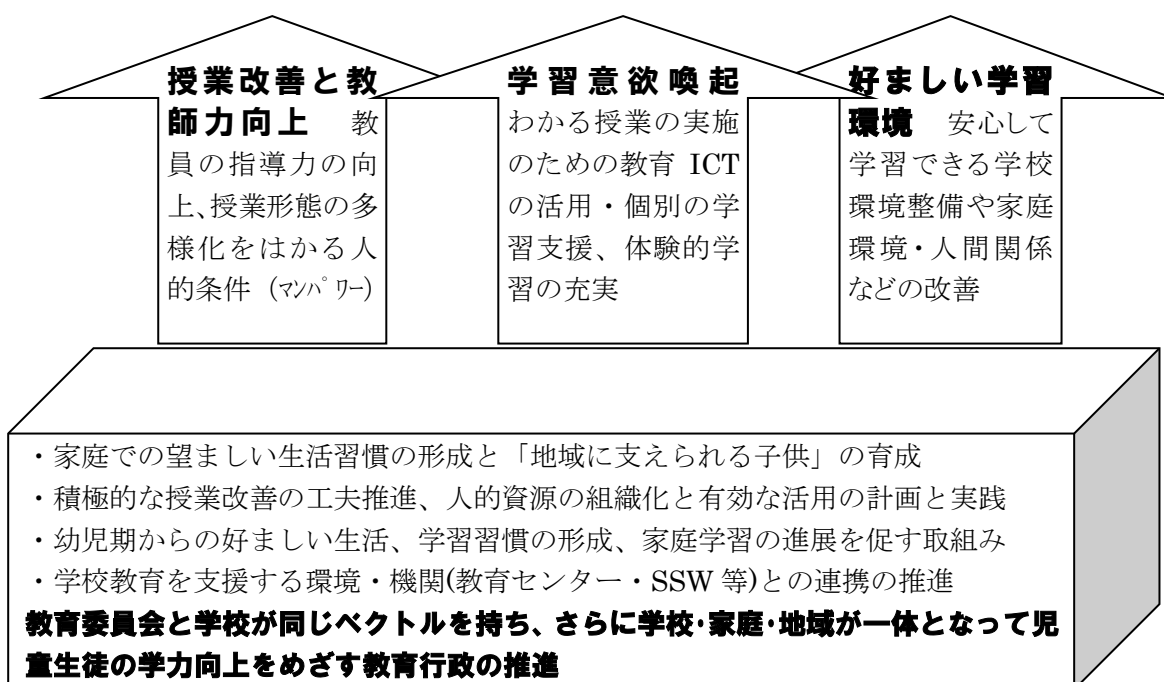 授業改善と教
師力向上　教
員の指導力の向
上、授業形態の多
様化をはかる人
的条件（ﾏﾝﾊﾟﾜｰ）
学習意欲喚起
わかる授業の実施
のための教育 ICT
の活用・個別の学
習支援、体験的学
習の充実
好ましい学習
環境　安心して
学習できる学校
環境整備や家庭
環境・人間関係
などの改善
・家庭での望ましい生活習慣の形成と「地域に支えられる子供」の育成
・積極的な授業改善の工夫推進、人的資源の組織化と有効な活用の計画と実践
・幼児期からの好ましい生活、学習習慣の形成、家庭学習の進展を促す取組み
・学校教育を支援する環境・機関(教育センター・SSW 等)との連携の推進
教育委員会と学校が同じベクトルを持ち、さらに学校･家庭･地域が一体となって児
童生徒の学力向上をめざす教育行政の推進